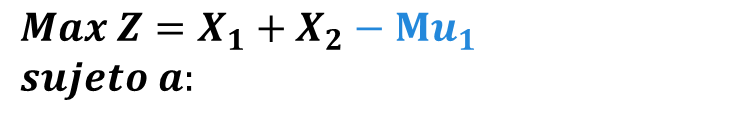 Max Z = X₁ + X₂ − Mu₁
sujeto a: